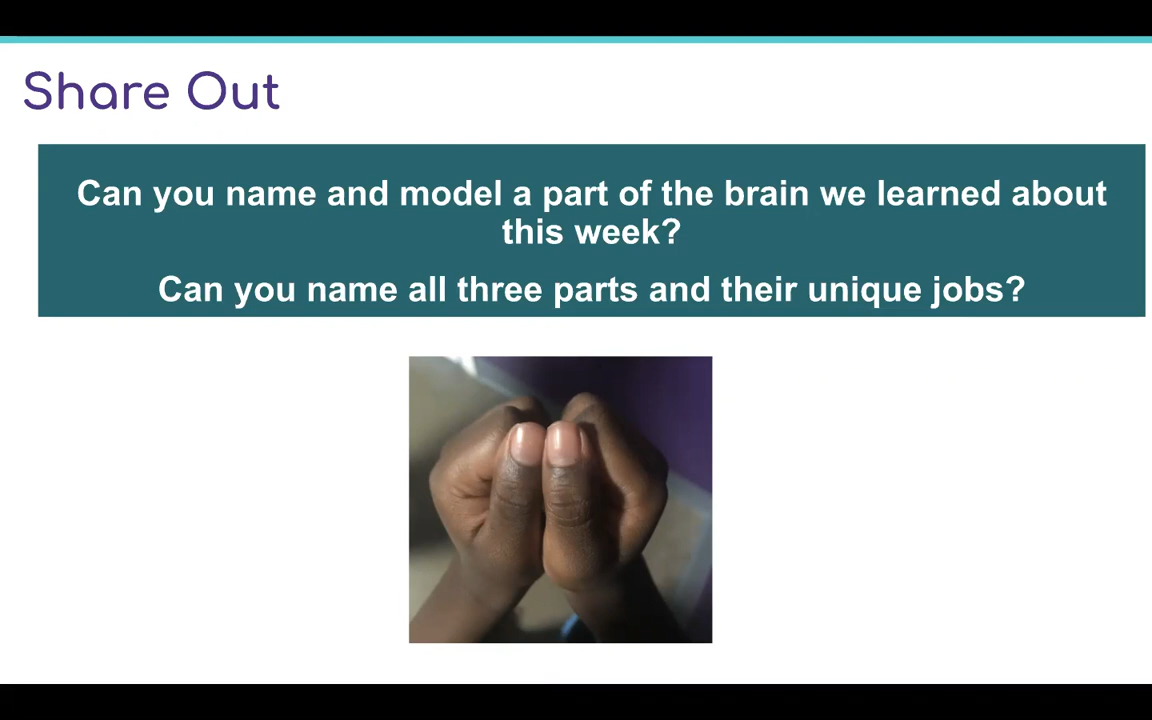 Share Out
Can you name and model a part of the brain we learned about
this week?
Can you name all three parts and their unique jobs?